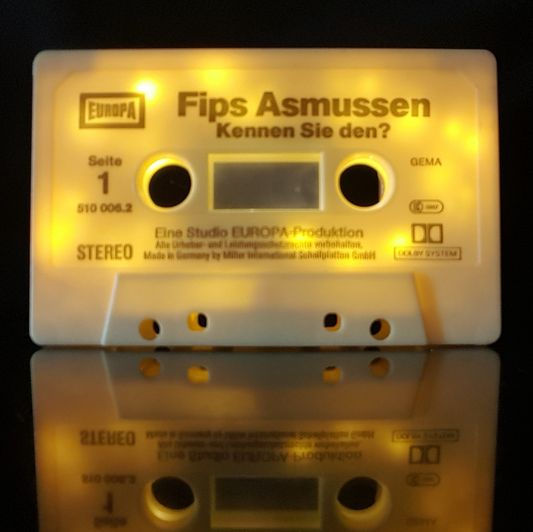 EUROPA
Fips Asmussen
Kennen Sie den?
Seite
1
510 006.2
GEMA
Eine Studio EUROPA-Produktion
Alle Urheber- und Leistungsschutzrechte vorbehalten.
Made in Germany by Miller International Schallplatten GmbH
STEREO
DOLBY SYSTEM